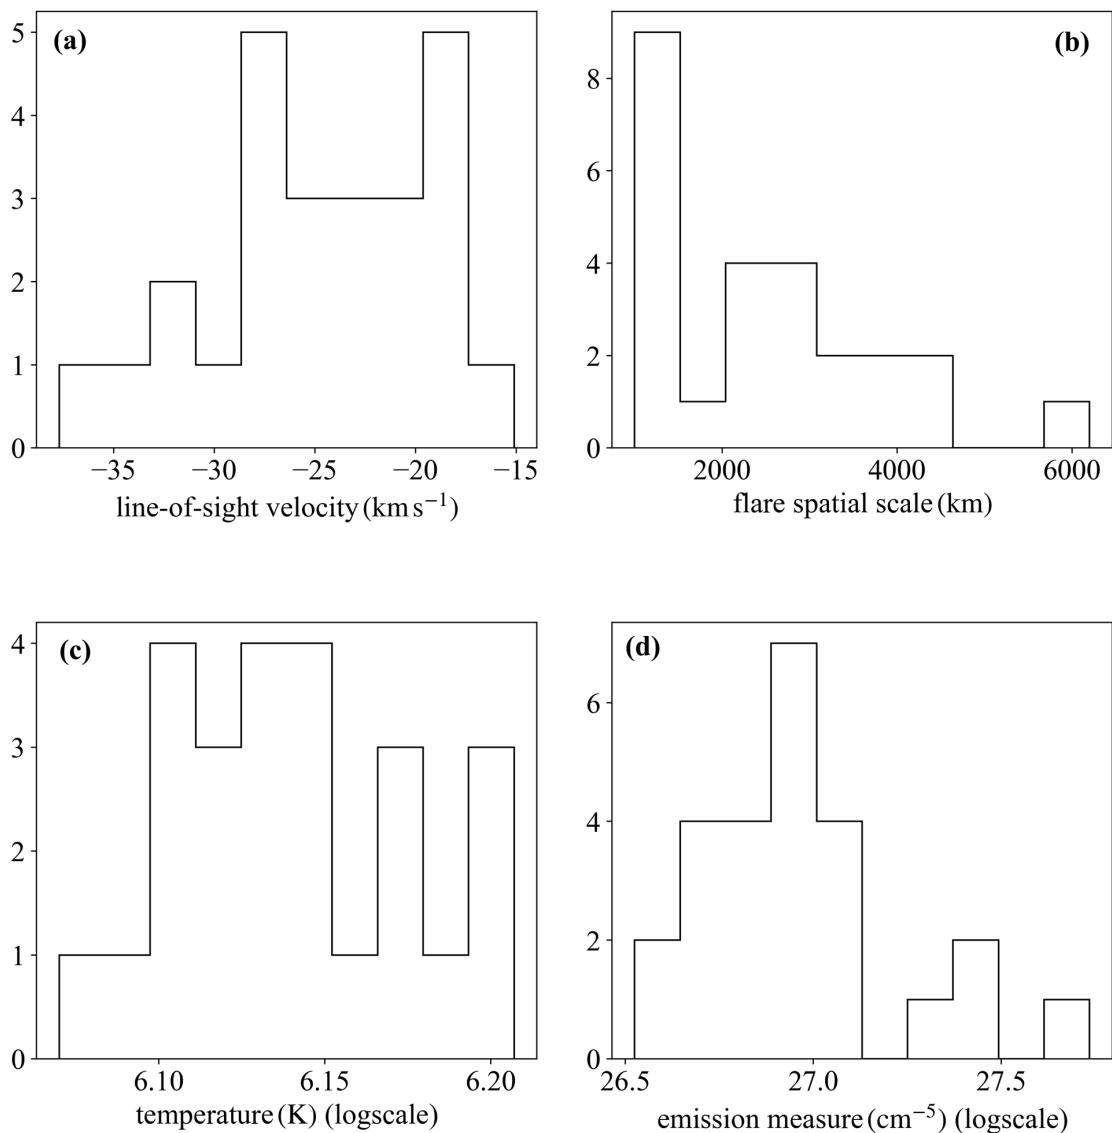 (a)
5
4
3
2
1
0
−35 −30 −25 −20 −15
line-of-sight velocity (km s⁻¹)
(b)
8
6
4
2
0
2000 4000 6000
flare spatial scale (km)
(c)
4
3
2
1
0
6.10 6.15 6.20
temperature (K) (logscale)
(d)
6
4
2
0
26.5 27.0 27.5
emission measure (cm⁻⁵) (logscale)